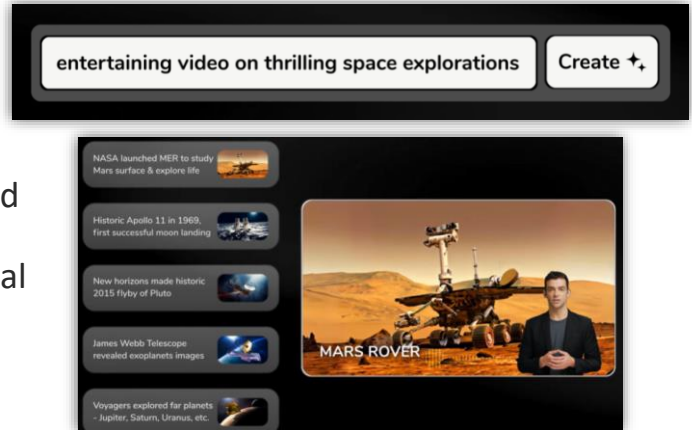 entertaining video on thrilling space explorations
Create
d
al
NASA launched MER to study
Mars surface & explore life
Historic Apollo 11 in 1969,
first successful moon landing
New horizons made historic
2015 flyby of Pluto
James Webb Telescope
revealed exoplanets images
Voyagers explored far planets
- Jupiter, Saturn, Uranus, etc.
MARS ROVER